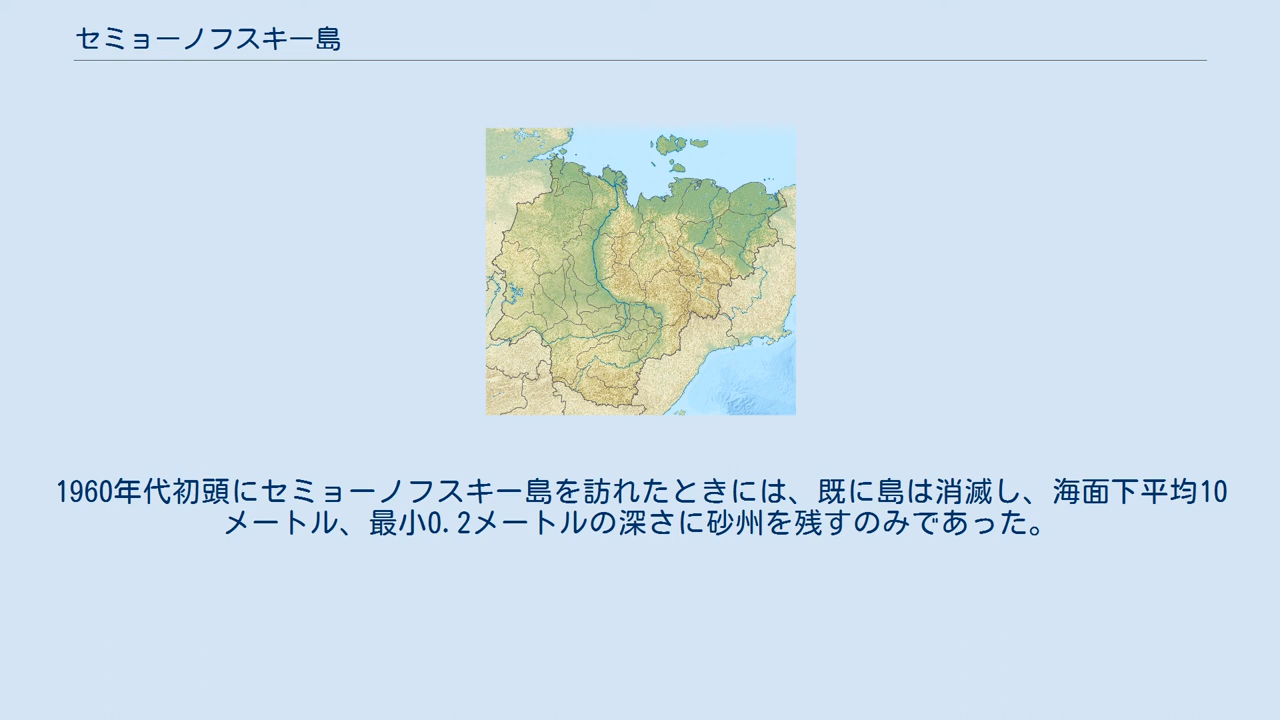 セミョーノフスキー島
1960年代初頭にセミョーノフスキー島を訪れたときには、既に島は消滅し、海面下平均10
メートル、最小0.2メートルの深さに砂州を残すのみであった。